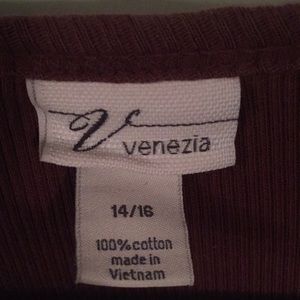 V
venezia
14/16
100% cotton
made in
Vietnam